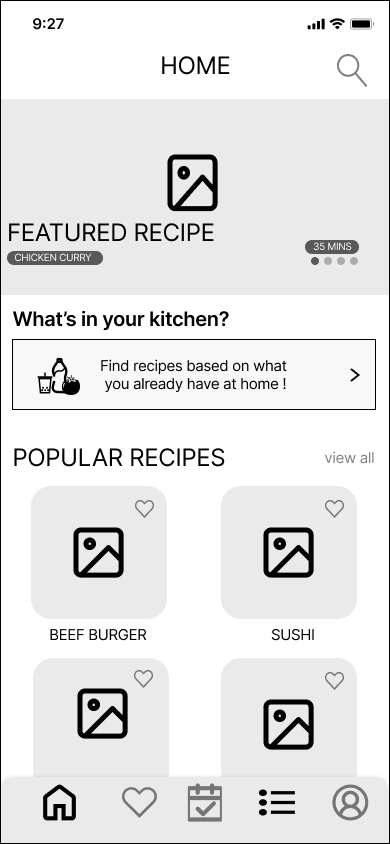 9:27
HOME
FEATURED RECIPE
CHICKEN CURRY
35 MINS
What's in your kitchen?
Find recipes based on what
you already have at home !
POPULAR RECIPES
view all
BEEF BURGER
SUSHI